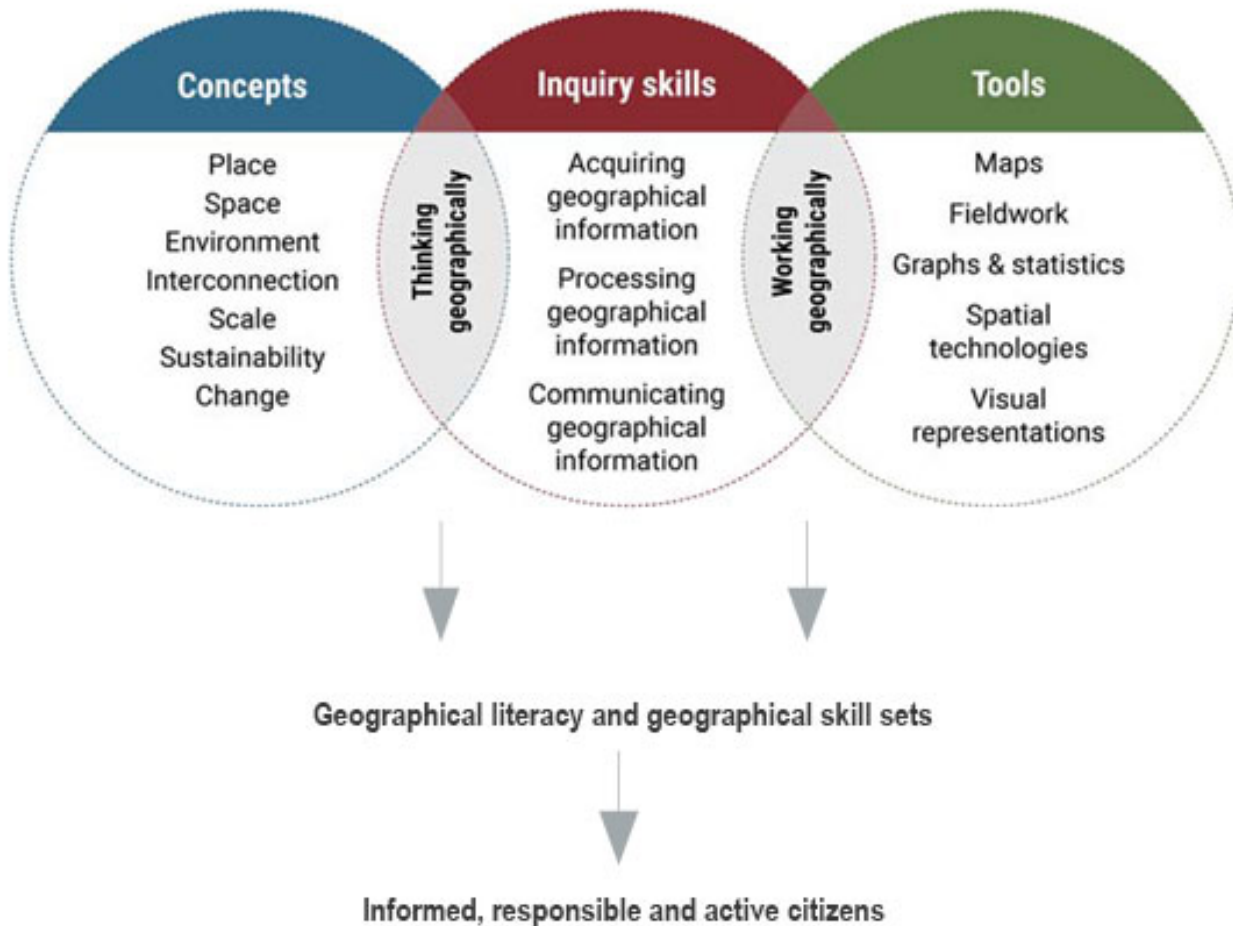 Concepts
Place
Space
Environment
Interconnection
Scale
Sustainability
Change
Thinking
geographically
Inquiry skills
Acquiring
geographical
information
Processing
geographical
information
Communicating
geographical
information
Working
geographically
Tools
Maps
Fieldwork
Graphs & statistics
Spatial
technologies
Visual
representations
Geographical literacy and geographical skill sets
Informed, responsible and active citizens